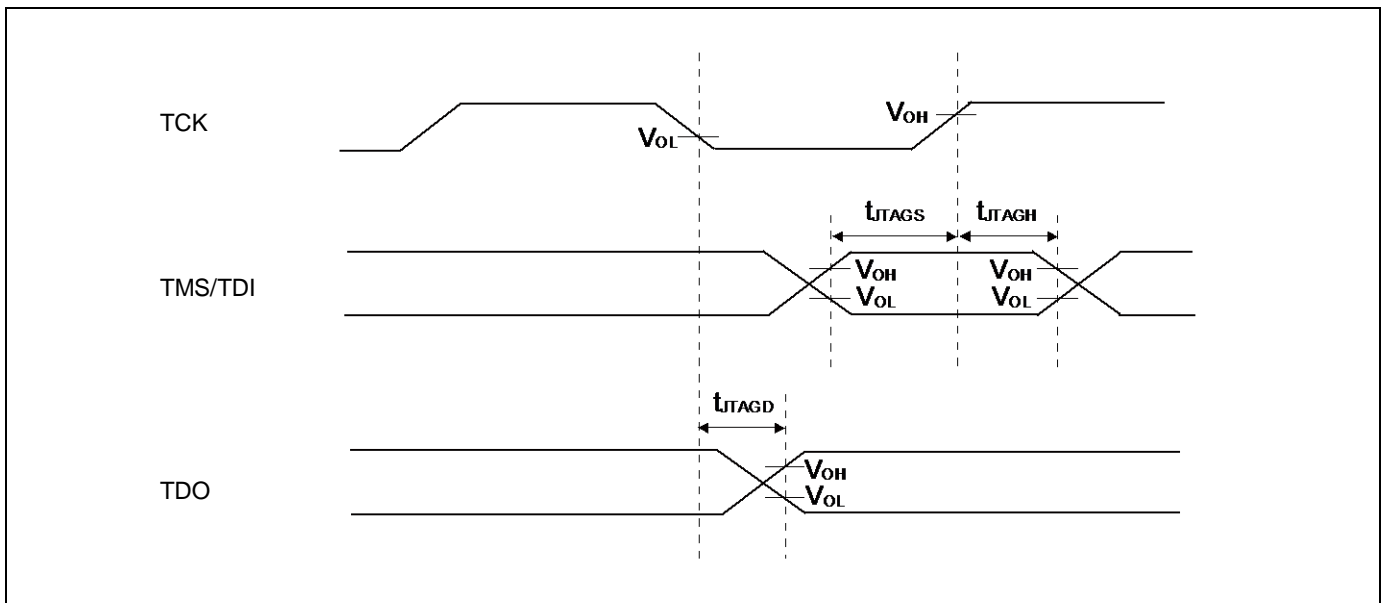 TCK
VOL
VOH
tJTAGS
tJTAGH
TMS/TDI
VOH
VOL
VOH
VOL
tJTAGD
TDO
VOH
VOL